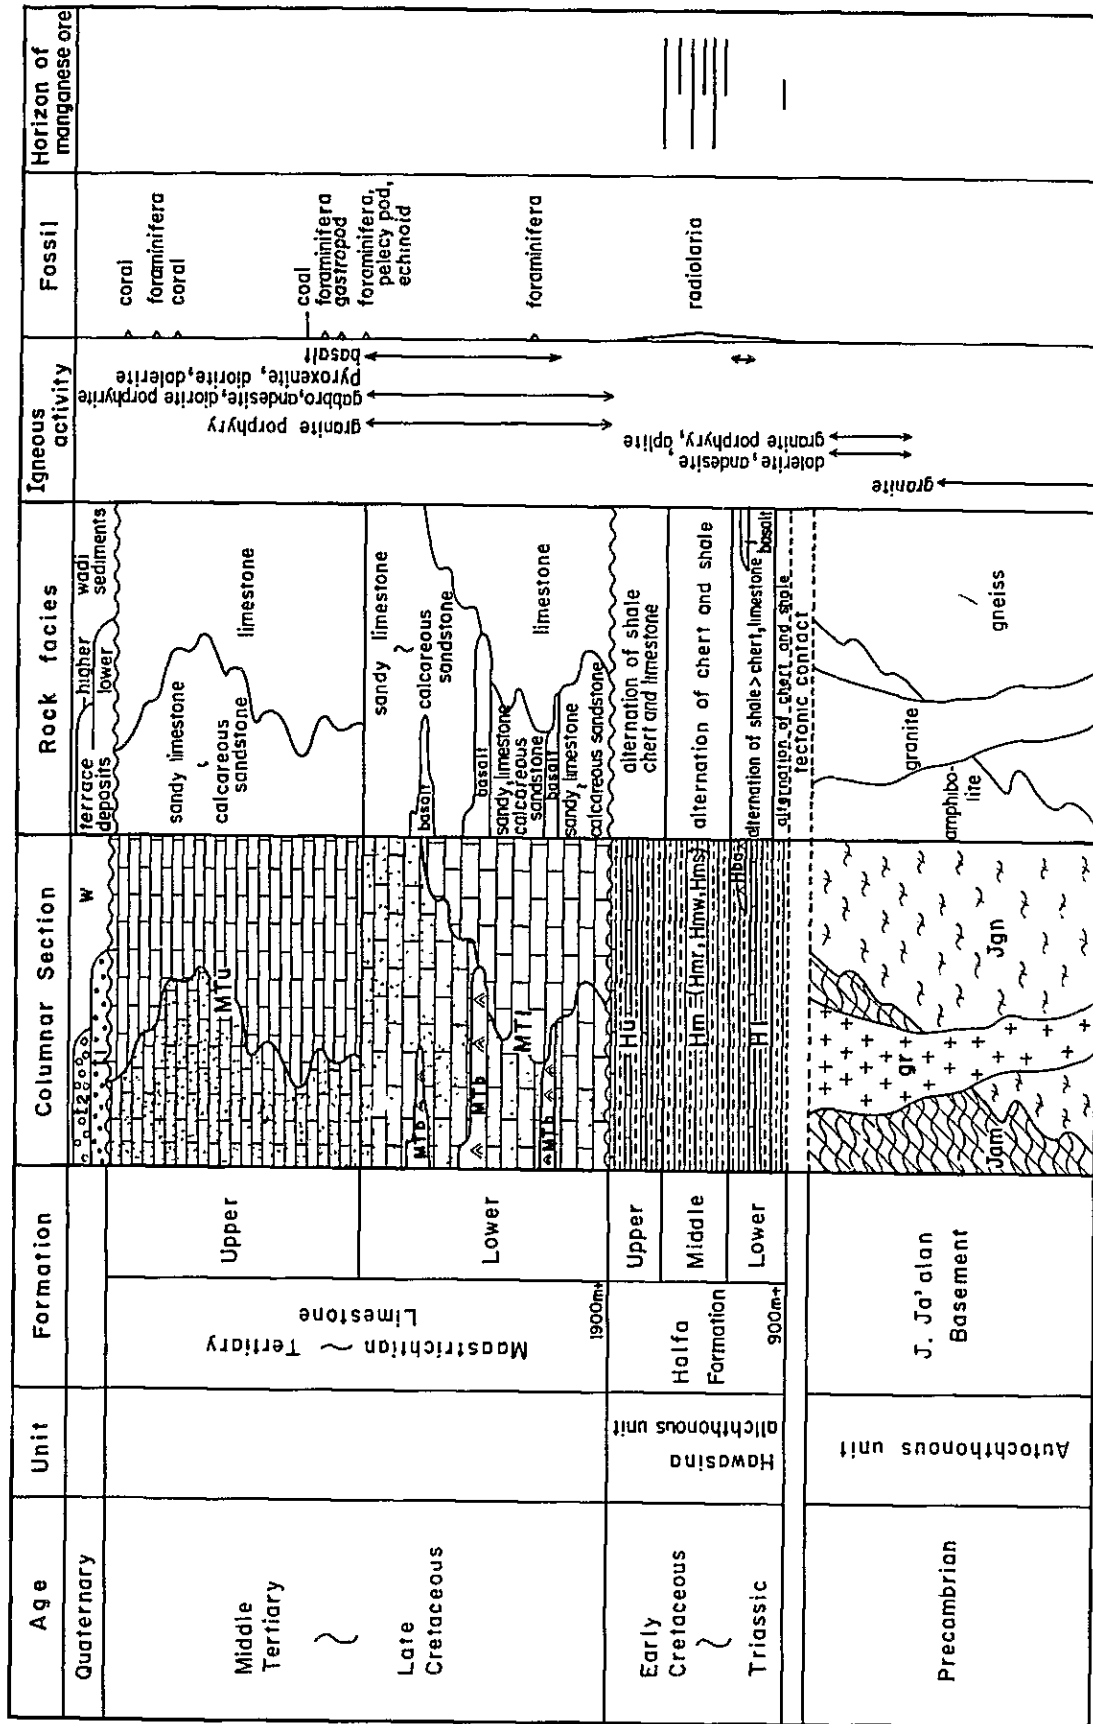 Age
Unit
Formation
Columnar Section
Rock facies
Igneous
activity
Fossil
Horizon of
manganese ore
Quaternary
Middle
Tertiary
~
Late
Cretaceous
Early
Cretaceous
~
Triassic
Precambrian
Hawasina
allchthonous unit
Autochthonous unit
Maastrichtian ~ Tertiary
Limestone
1900m+
Upper
Lower
Halfa
Formation
900m+
Upper
Middle
Lower
J. Ja'alan
Basement
W
MTu
MTb
MTb
MTl
MTb
Hu
Hm (Hmr, Hmw, Hms)
Hba
Hl
Jam
gr
Jgn
terrace
deposits
higher
lower
wadi
sediments
sandy limestone
~
calcareous
sandstone
limestone
sandy limestone
~
calcareous
sandstone
basalt
basalt
sandy limestone
~
calcareous
sandstone
limestone
basalt
sandy limestone
~
calcareous sandstone
alternation of shale
chert and limestone
alternation of chert and shale
alternation of shale>chert, limestone
basalt
alternation of chert and shale
tectonic contact
amphibo-
lite
granite
gneiss
granite porphyry
gabbro, andesite, diorite porphyrite
pyroxenite, diorite, dolerite
basalt
dolerite, andesite,
granite porphyry, aplite
granite
coral
foraminifera
coral
coal
foraminifera
gastropod
foraminifera,
pelecy pod,
echinoid
foraminifera
radiolaria